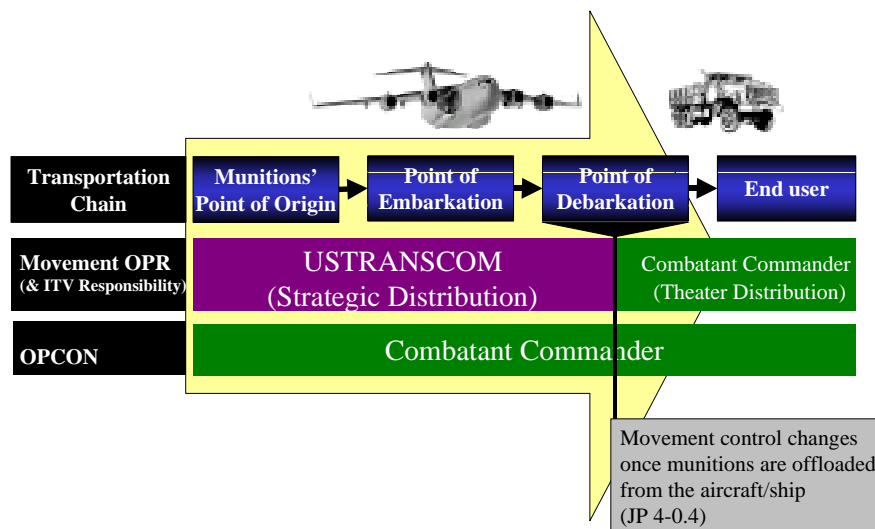 Transportation
Chain
Munitions’
Point of Origin
Point of
Embarkation
Point of
Debarkation
End user
Movement OPR
(& ITV Responsibility)
USTRANSCOM
(Strategic Distribution)
Combatant Commander
(Theater Distribution)
OPCON
Combatant Commander
Movement control changes
once munitions are offloaded
from the aircraft/ship
(JP 4-0.4)